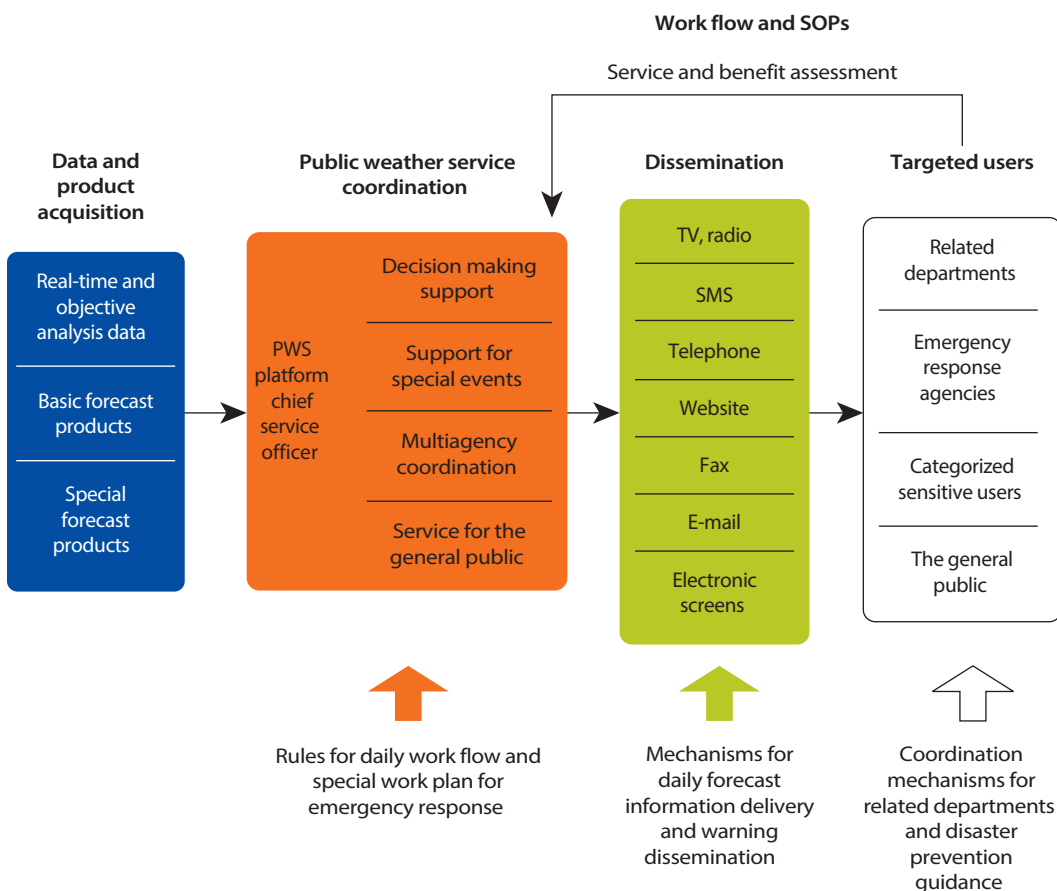 Work flow and SOPs
Service and benefit assessment
Data and
product
acquisition
Real-time and
objective
analysis data
Basic forecast
products
Special
forecast
products
Public weather service
coordination
PWS
platform
chief
service
officer
Decision making
support
Support for
special events
Multiagency
coordination
Service for the
general public
Dissemination
TV, radio
SMS
Telephone
Website
Fax
E-mail
Electronic
screens
Targeted users
Related
departments
Emergency
response
agencies
Categorized
sensitive users
The general
public
Rules for daily work flow and
special work plan for
emergency response
Mechanisms for
daily forecast
information delivery
and warning
dissemination
Coordination
mechanisms for
related departments
and disaster
prevention
guidance